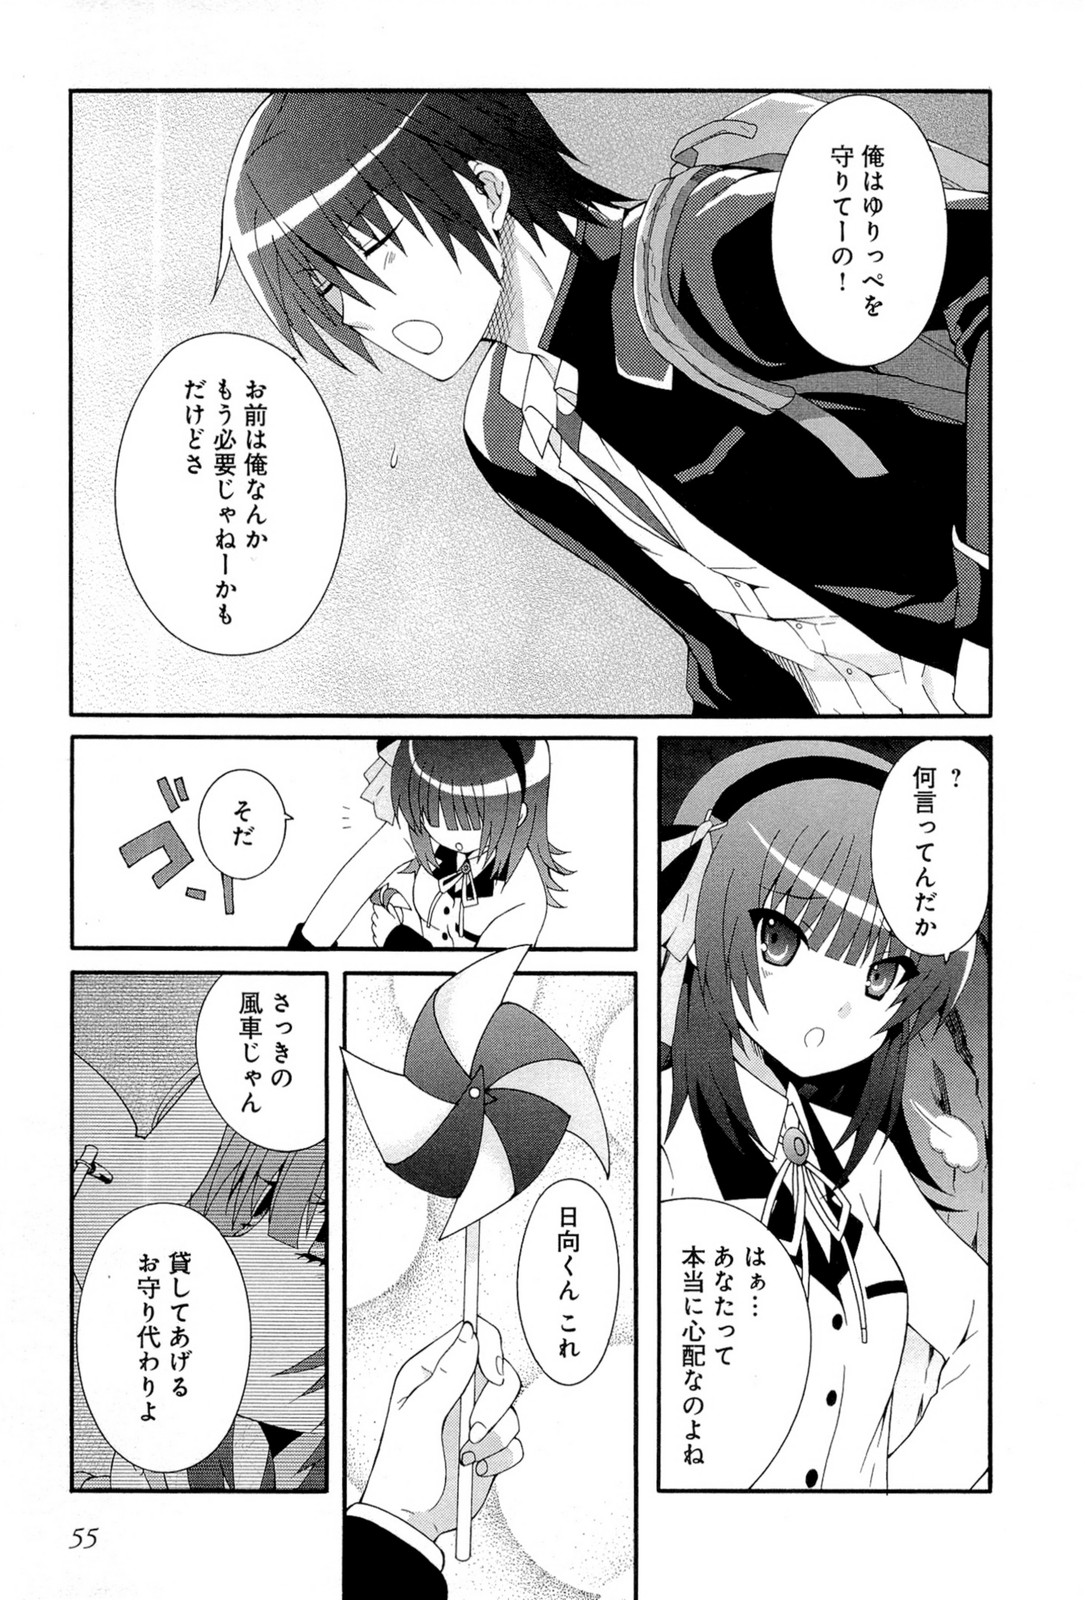 俺はゆりっぺを
守りてーの！
お前は俺なんか
もう必要じゃねーかも
だけどさ
？
何言ってんだか
はぁ…
あなたって
本当に心配なのよね
そだ
ゴソ
日向くん これ
さっきの
風車じゃん
貸してあげる
お守り代わりよ
55